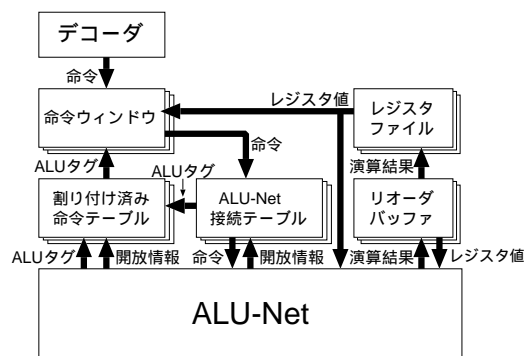 デコーダ
命令
命令ウィンドウ
レジスタ値
レジスタ
ファイル
命令
ALUタグ
ALUタグ
演算結果
割り付け済み
命令テーブル
ALU-Net
接続テーブル
リオーダ
バッファ
ALUタグ
開放情報
命令
開放情報
演算結果
レジスタ値
ALU-Net